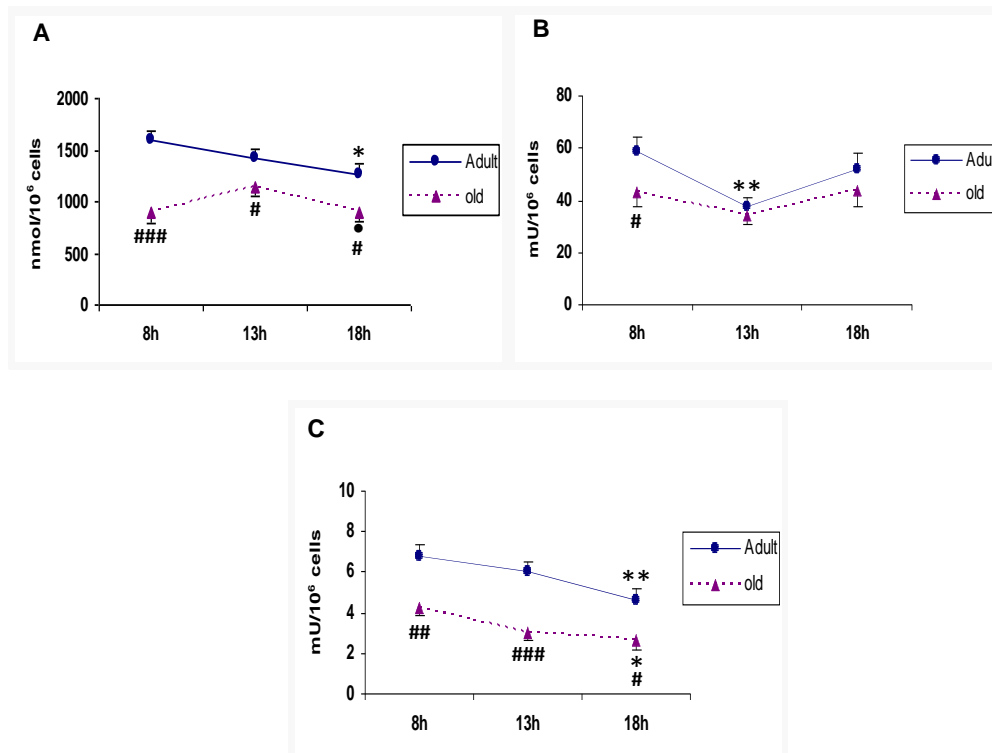 A
nmol/10⁶ cells
2000
1500
1000
500
0
*
###
#
#
8h 13h 18h
Adult
old
B
mU/10⁶ cells
80
60
40
20
0
**
#
8h 13h 18h
Adu
old
C
mU/10⁶ cells
10
8
6
4
2
0
**
##
###
*
#
8h 13h 18h
Adult
old